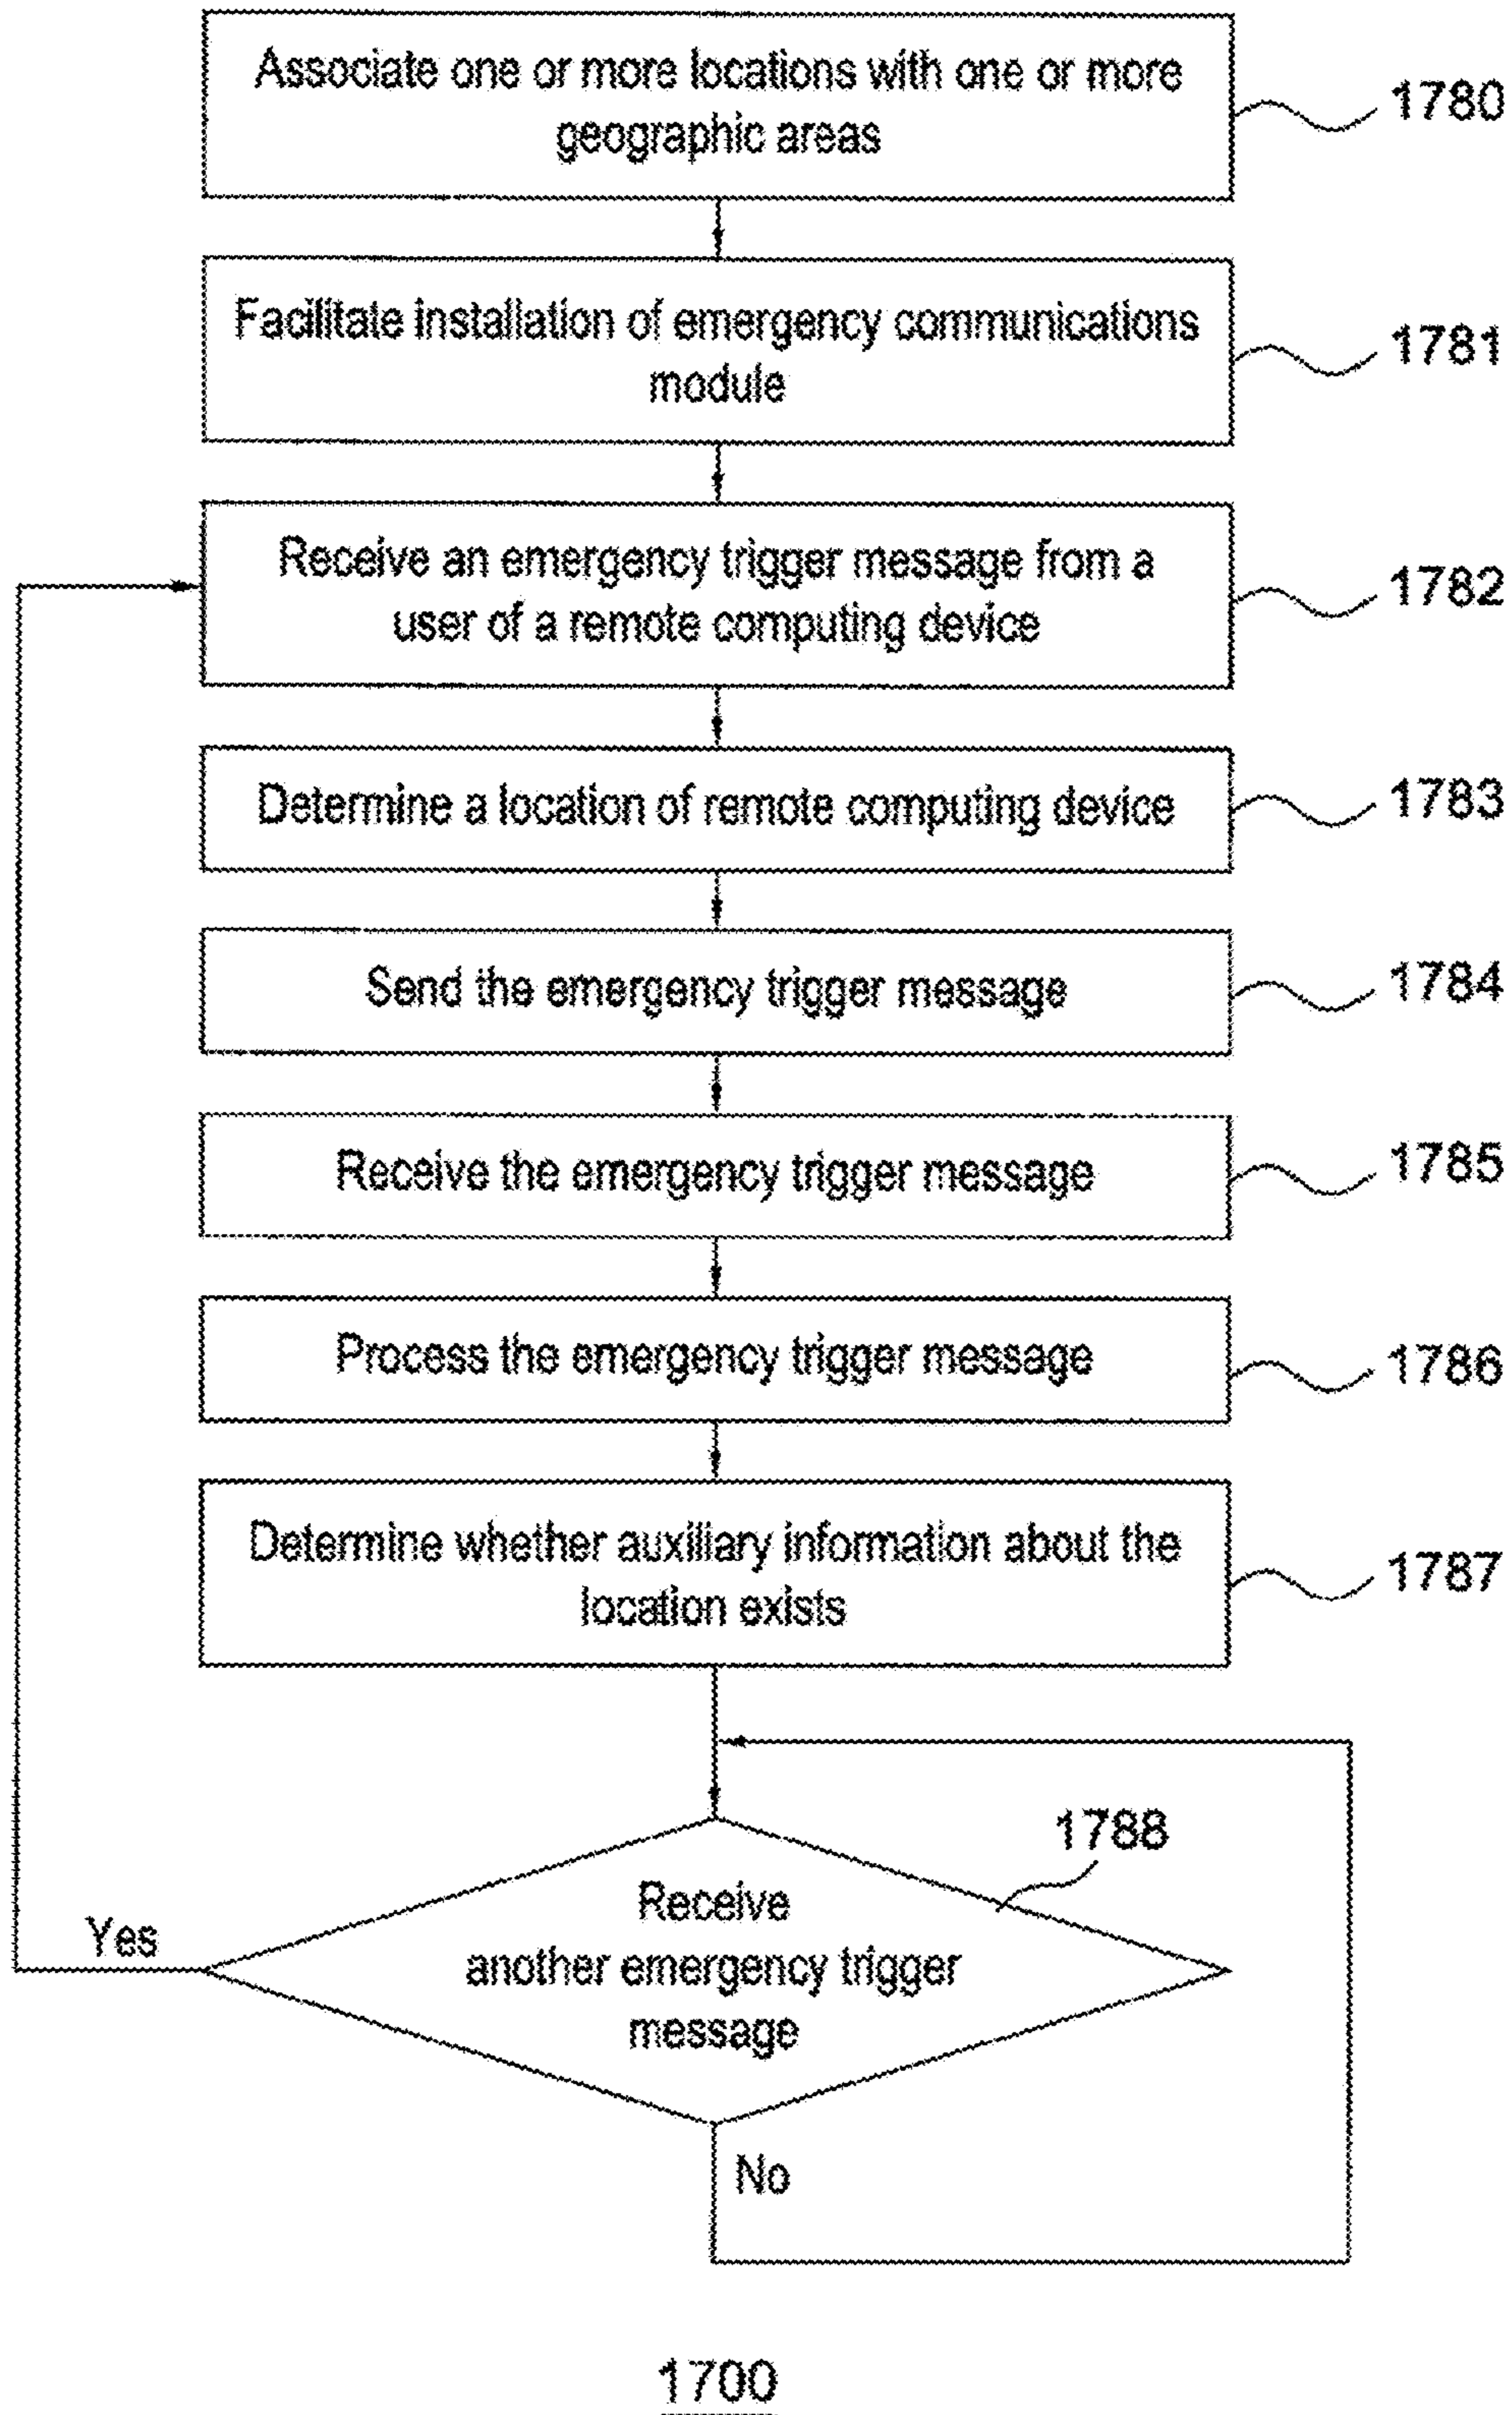 Associate one or more locations with one or more
geographic areas
1780
Facilitate installation of emergency communications
module
1781
Receive an emergency trigger message from a
user of a remote computing device
1782
Determine a location of remote computing device
1783
Send the emergency trigger message
1784
Receive the emergency trigger message
1785
Process the emergency trigger message
1786
Determine whether auxiliary information about the
location exists
1787
1788
Receive
another emergency trigger
message
Yes
No
1700